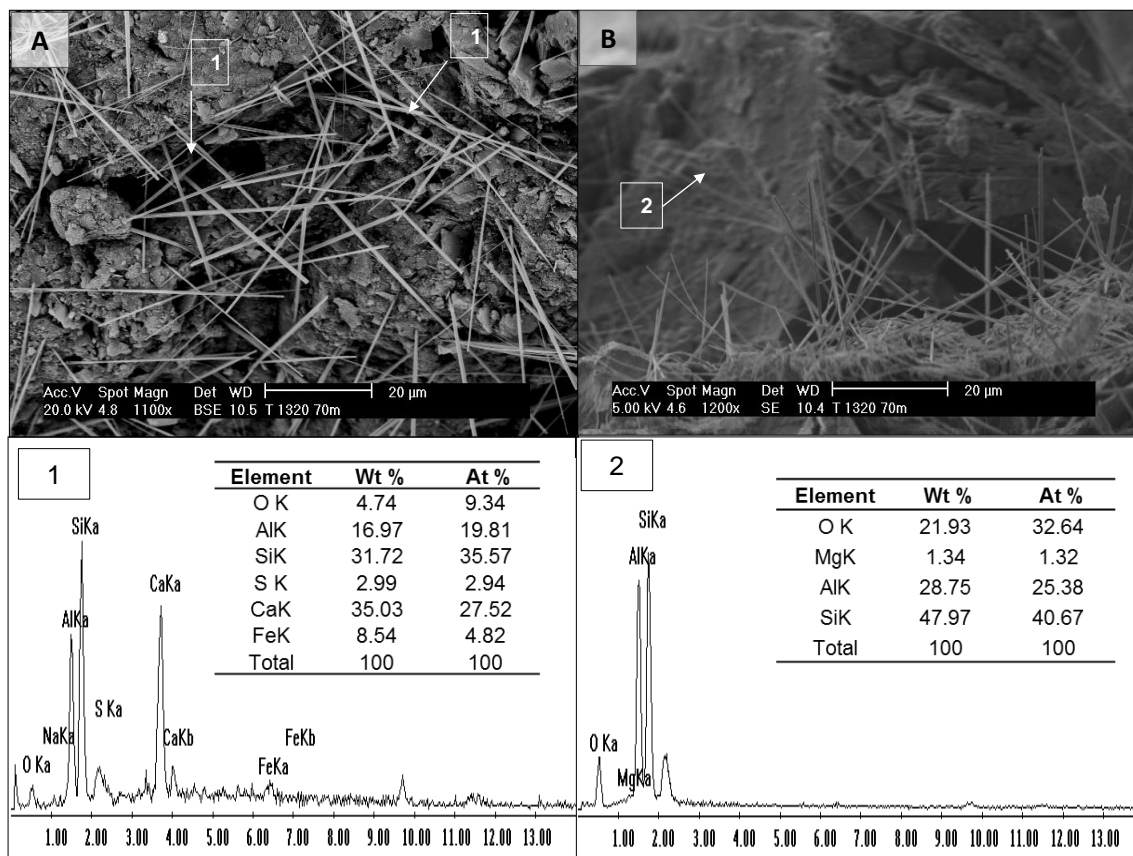 A
1
1
Acc.V Spot Magn Det WD 20 µm
20.0 kV 4.8 1100x BSE 10.5 T 1320 70m
B
2
Acc.V Spot Magn Det WD 20 µm
5.00 kV 4.6 1200x SE 10.4 T 1320 70m
1
Element Wt % At %
O K 4.74 9.34
AlK 16.97 19.81
SiK 31.72 35.57
S K 2.99 2.94
CaK 35.03 27.52
FeK 8.54 4.82
Total 100 100
SiKa
CaKa
AlKa
S Ka
NaKa
CaKb
FeKb
O Ka
FeKa
1.00 2.00 3.00 4.00 5.00 6.00 7.00 8.00 9.00 10.00 11.00 12.00 13.00
2
Element Wt % At %
O K 21.93 32.64
MgK 1.34 1.32
AlK 28.75 25.38
SiK 47.97 40.67
Total 100 100
SiKa
AlKa
O Ka
MgKa
1.00 2.00 3.00 4.00 5.00 6.00 7.00 8.00 9.00 10.00 11.00 12.00 13.00